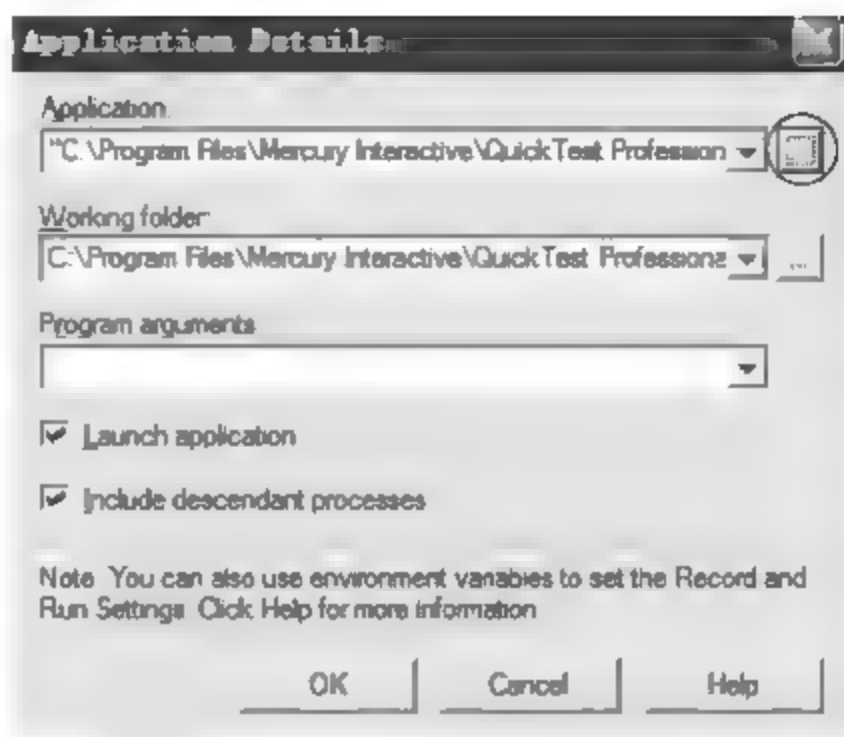 Application Details
Application:
"C:\Program Files\Mercury Interactive\QuickTest Profession
Working folder:
C:\Program Files\Mercury Interactive\QuickTest Professiona
...
Program arguments
Launch application
Include descendant processes
Note: You can also use environment variables to set the Record and
Run Settings. Click Help for more information
OK Cancel Help